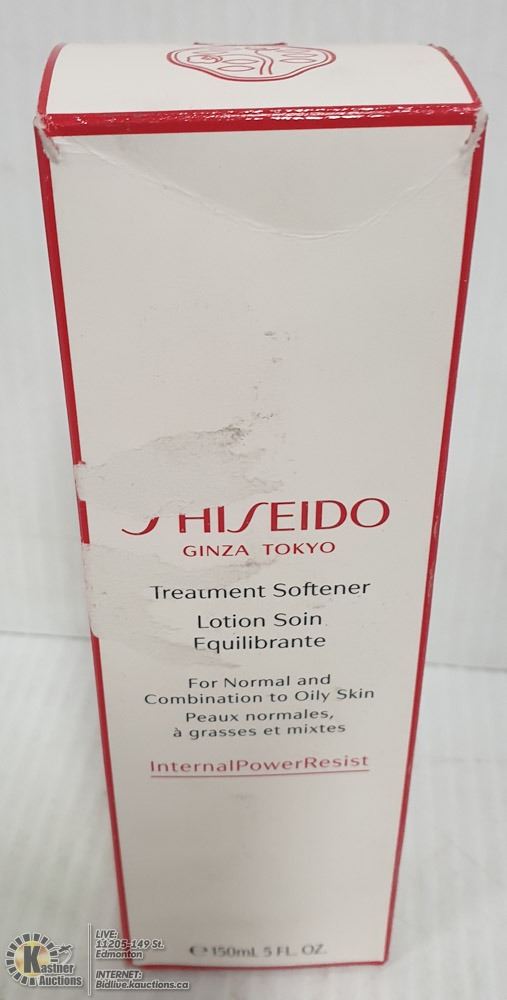 SHISEIDO
GINZA TOKYO
Treatment Softener
Lotion Soin
Equilibrante
For Normal and
Combination to Oily Skin
Peaux normales,
à grasses et mixtes
InternalPowerResist
℮ 150mL 5 FL. OZ.
K
Kastner
Auctions
LIVE:
11205-149 St.
Edmonton
INTERNET:
Bidlive.kauctions.ca